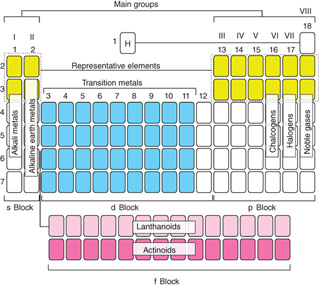 Main groups
VIII
I II III IV V VI VII 18
1 2 1 H 13 14 15 16 17
2 Representative elements
3 Transition metals
3 4 5 6 7 8 9 10 11 12
4
5
6
7
Alkali metals
Alkaline earth metals
Chalcogens
Halogens
Noble gases
s Block d Block p Block
Lanthanoids
Actinoids
f Block